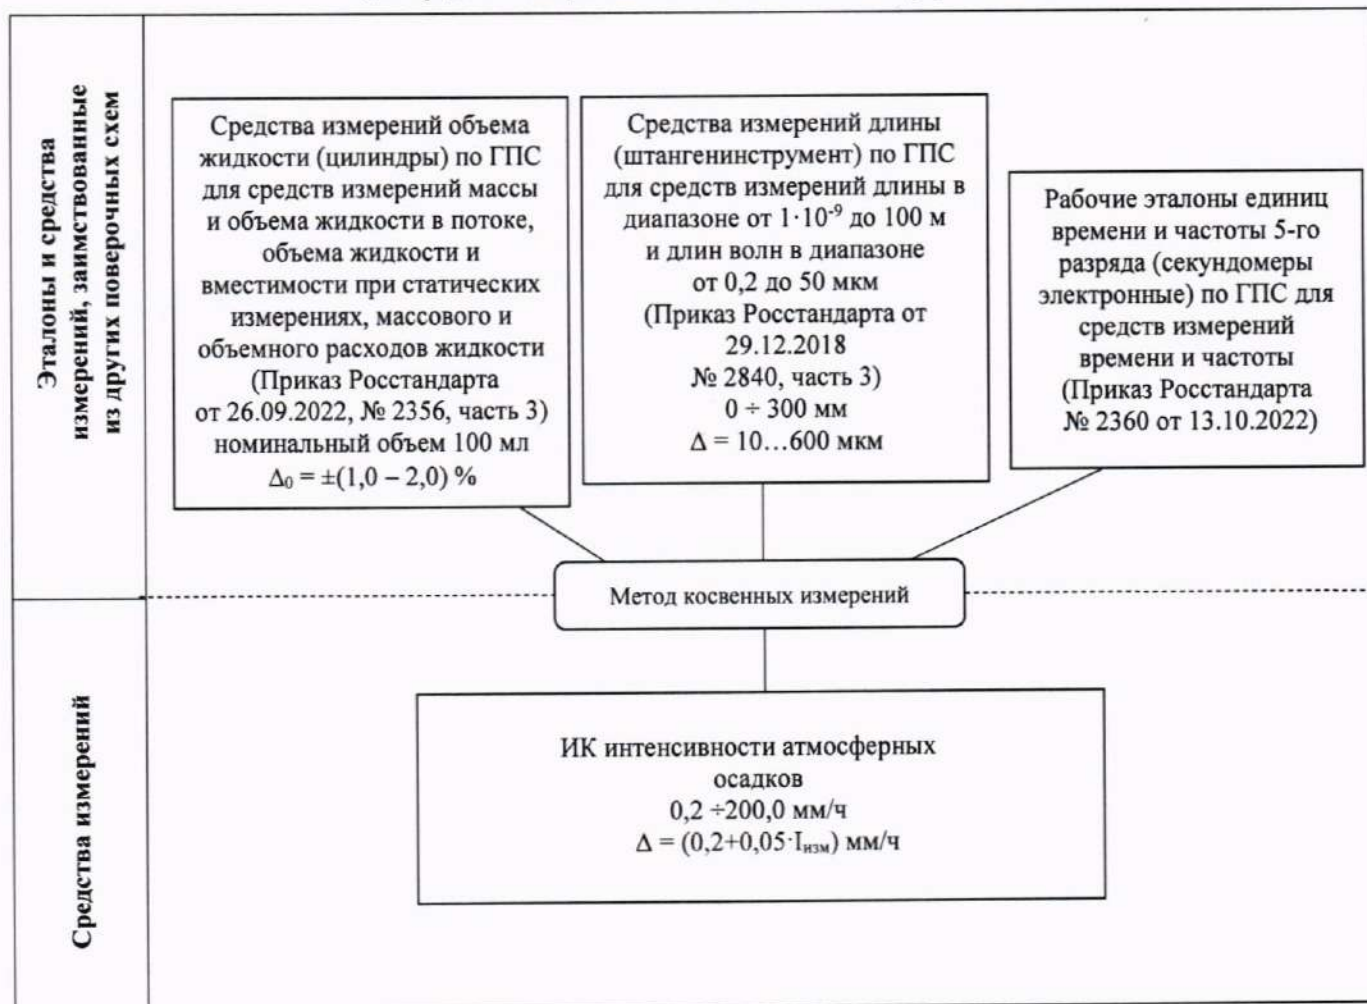 Эталоны и средства
измерений, заимствованные
из других поверочных схем
Средства измерений объема
жидкости (цилиндры) по ГПС
для средств измерений массы
и объема жидкости в потоке,
объема жидкости и
вместимости при статических
измерениях, массового и
объемного расходов жидкости
(Приказ Росстандарта
от 26.09.2022, № 2356, часть 3)
номинальный объем 100 мл
Δ₀ = ±(1,0 – 2,0) %
Средства измерений длины
(штангенинструмент) по ГПС
для средств измерений длины в
диапазоне от 1·10⁻⁹ до 100 м
и длин волн в диапазоне
от 0,2 до 50 мкм
(Приказ Росстандарта от
29.12.2018
№ 2840, часть 3)
0 ÷ 300 мм
Δ = 10…600 мкм
Рабочие эталоны единиц
времени и частоты 5-го
разряда (секундомеры
электронные) по ГПС для
средств измерений
времени и частоты
(Приказ Росстандарта
№ 2360 от 13.10.2022)
Метод косвенных измерений
Средства измерений
ИК интенсивности атмосферных
осадков
0,2 ÷200,0 мм/ч
Δ = (0,2+0,05·Iизм) мм/ч